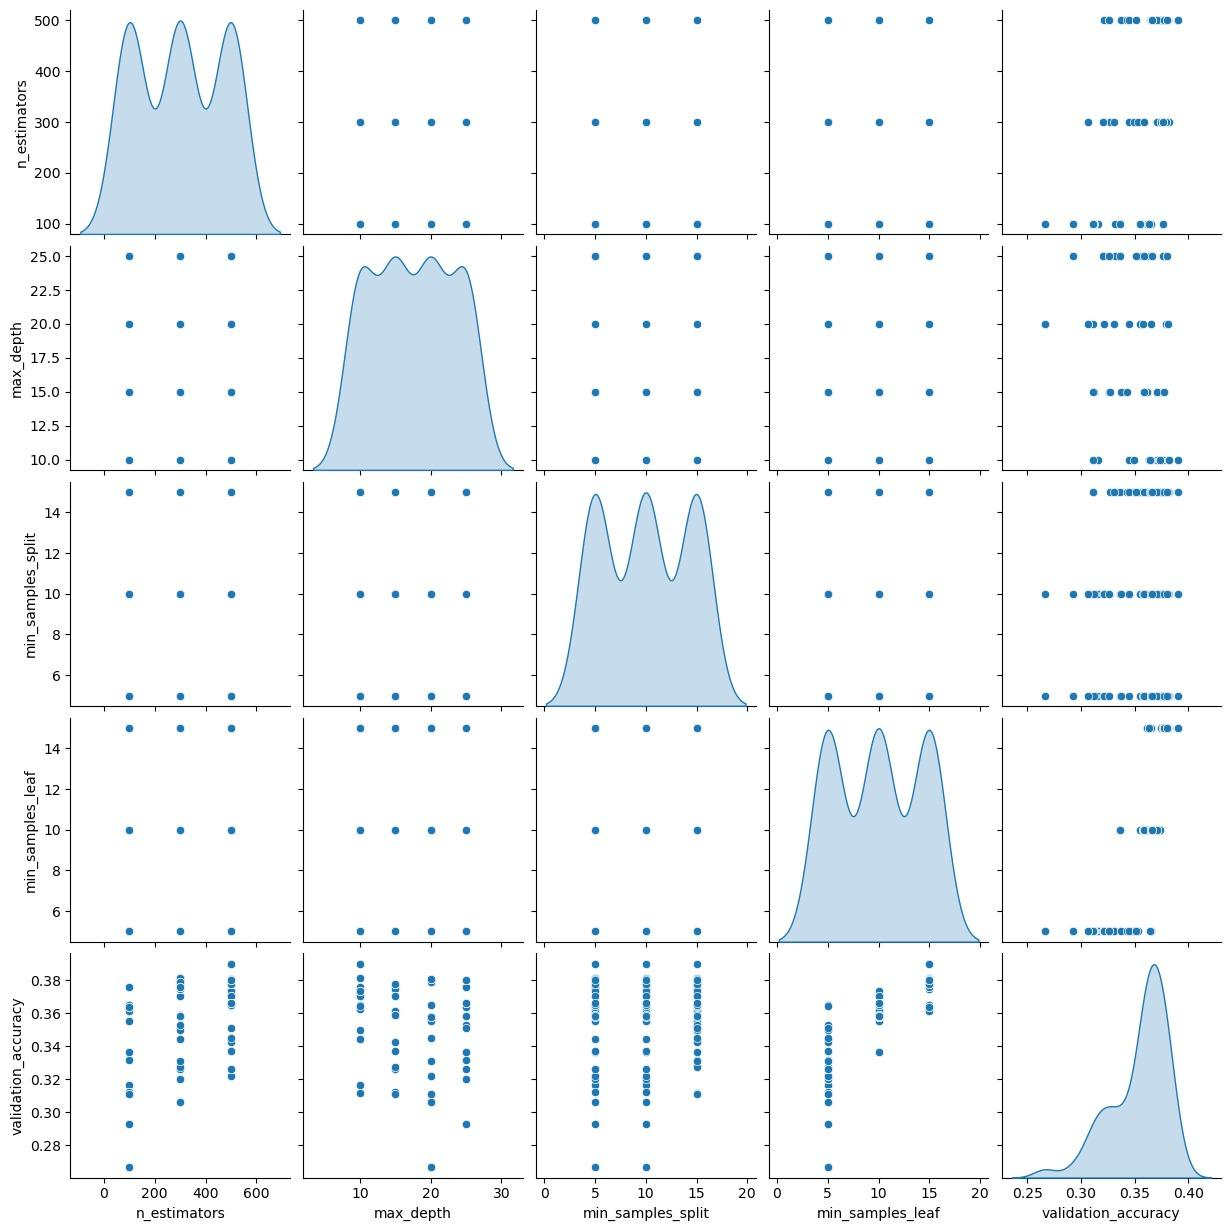 500
400
300
200
100
n_estimators
25.0
22.5
20.0
17.5
15.0
12.5
10.0
max_depth
14
12
10
8
6
min_samples_split
14
12
10
8
6
min_samples_leaf
0.38
0.36
0.34
0.32
0.30
0.28
validation_accuracy
0 200 400 600
10 20 30
0 5 10 15 20
0 5 10 15 20
0.25 0.30 0.35 0.40
n_estimators
max_depth
min_samples_split
min_samples_leaf
validation_accuracy